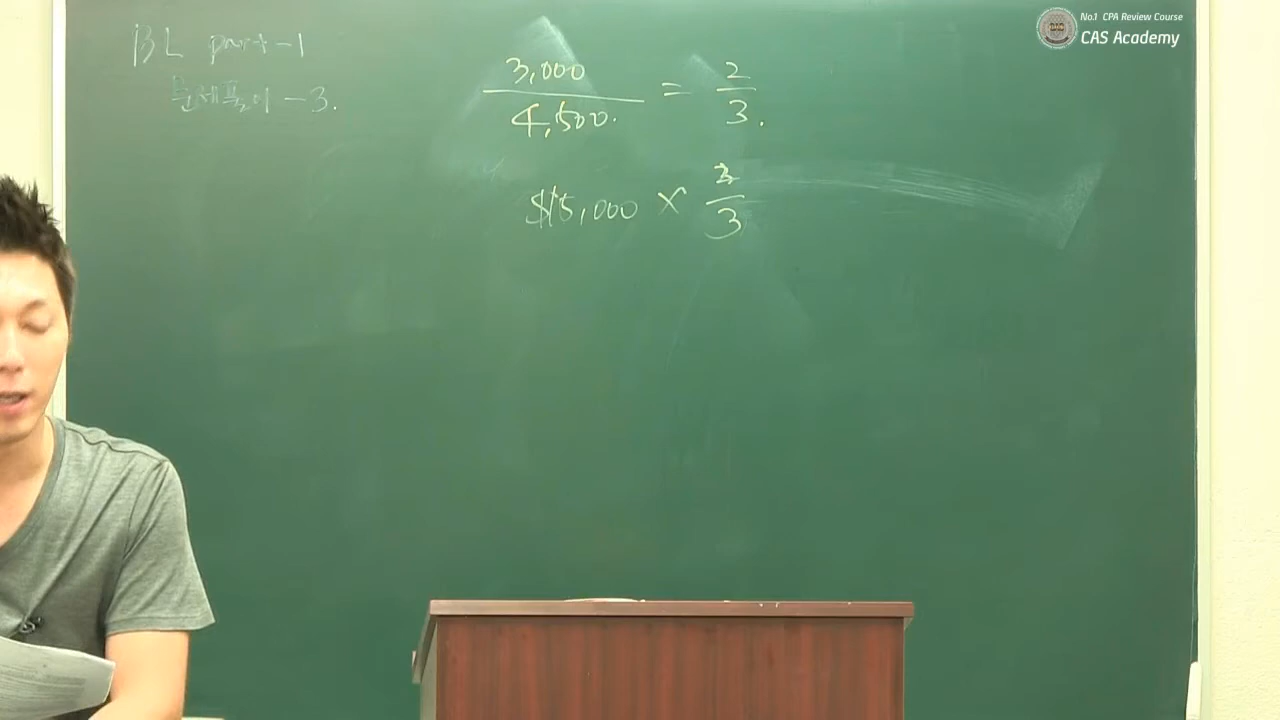 BL part-1
문제풀이 -3.
3,000
4,500.
= 2
3.
$15,000 × 2
3
No.1 CPA Review Course
CAS Academy